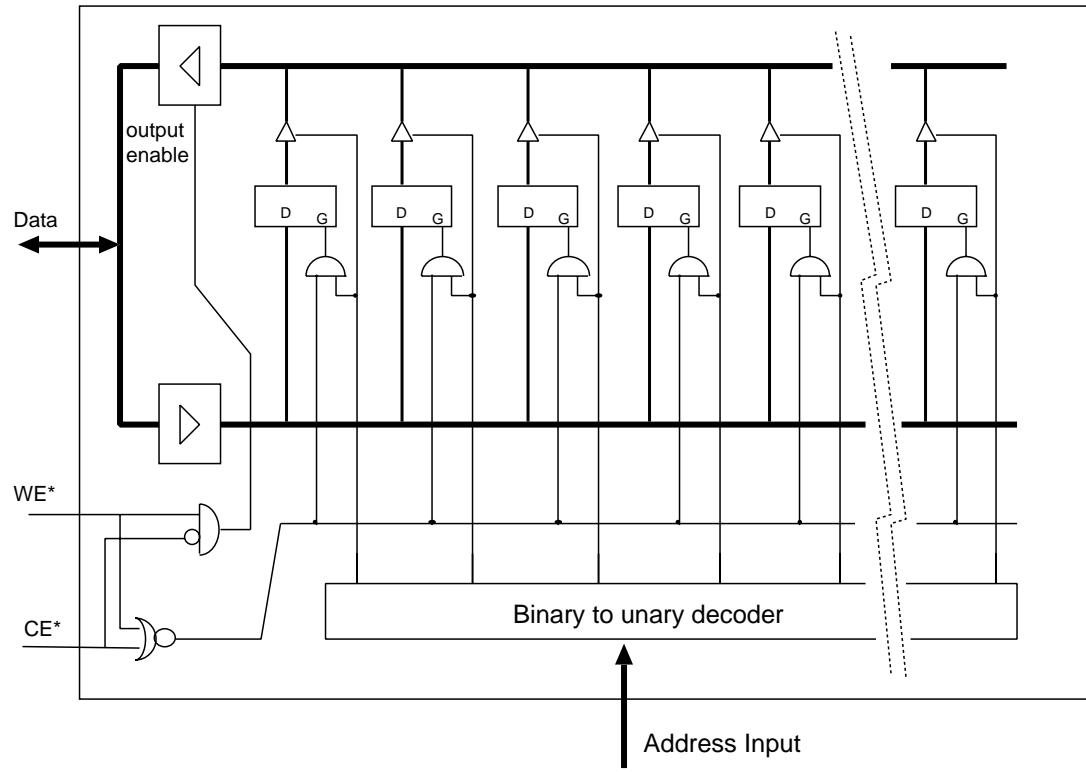 output
enable
Data
D G D G D G D G D G D G
WE*
CE*
Binary to unary decoder
Address Input